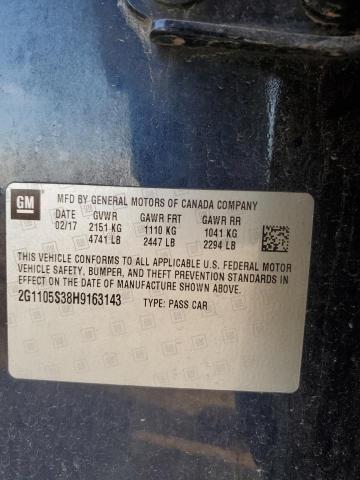 GM
MFD BY GENERAL MOTORS OF CANADA COMPANY
DATE GVWR GAWR FRT GAWR RR
02/17 2151 KG 1110 KG 1041 KG
4741 LB 2447 LB 2294 LB
THIS VEHICLE CONFORMS TO ALL APPLICABLE U.S. FEDERAL MOTOR
VEHICLE SAFETY, BUMPER, AND THEFT PREVENTION STANDARDS
IN EFFECT ON THE DATE OF MANUFACTURE SHOWN ABOVE.
2G1105S38H9163143 TYPE: PASS CAR